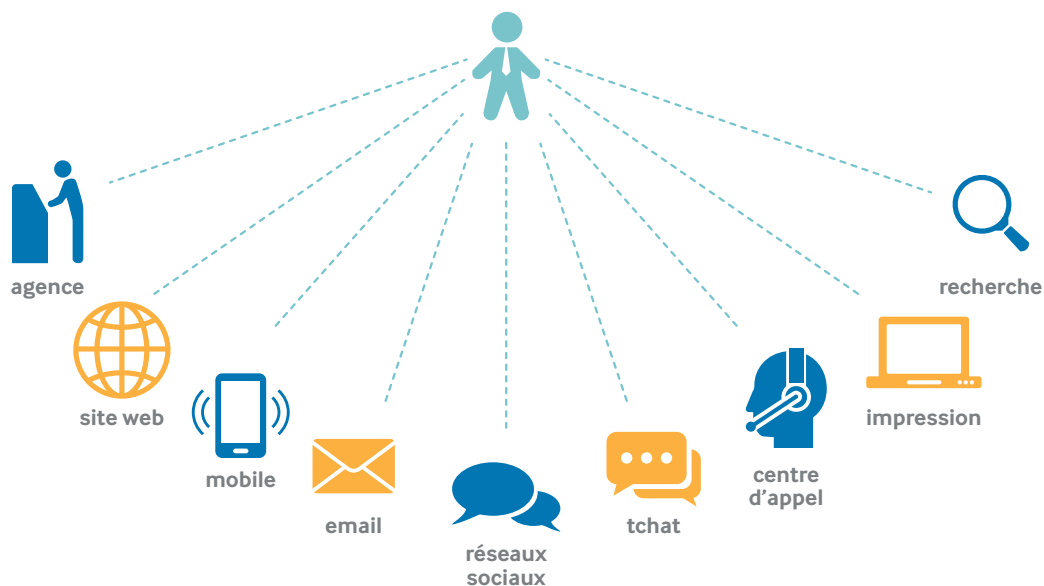 agence
site web
mobile
email
réseaux
sociaux
tchat
centre
d’appel
impression
recherche